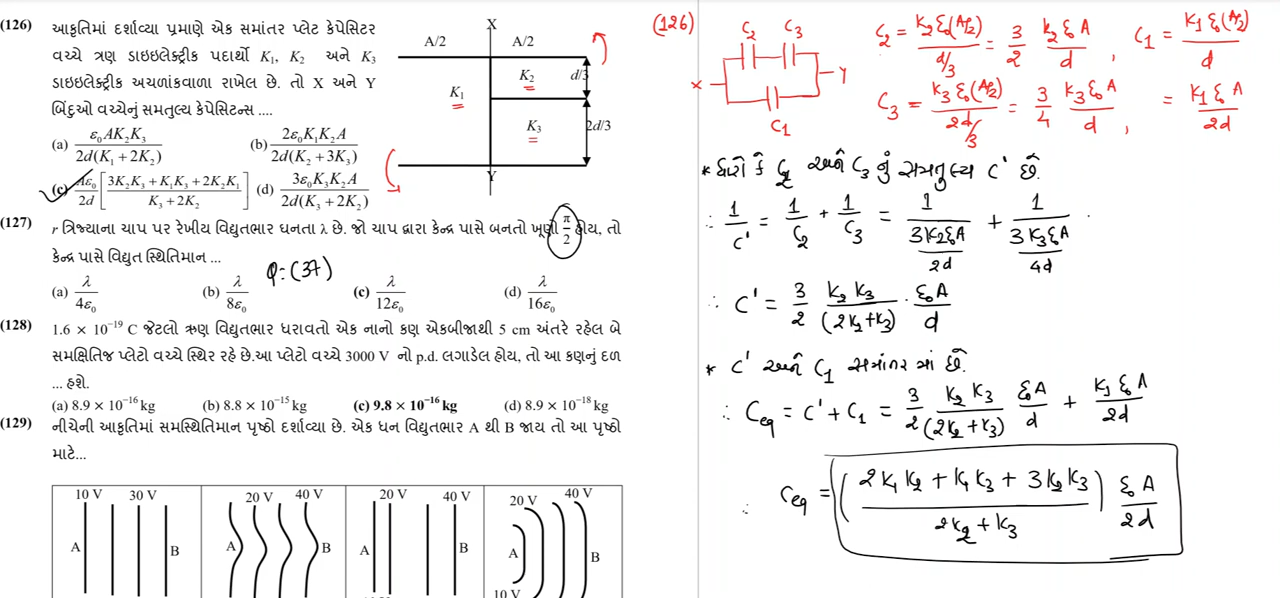 (126) આકૃતિમાં દર્શાવ્યા પ્રમાણે એક સમાંતર પ્લેટ કેપેસિટર
વચ્ચે ત્રણ ડાઇઇલેક્ટ્રીક પદાર્થો K₁, K₂ અને K₃
ડાઇઇલેક્ટ્રીક અચળાંકવાળા રાખેલ છે. તો X અને Y
બિંદુઓ વચ્ચેનું સમતુલ્ય કેપેસિટન્સ ....
(a) ε₀AK₂K₃ / 2d(K₁ + 2K₂) (b) 2ε₀K₁K₂A / 2d(K₂ + 3K₃)
(c) Aε₀/2d [3K₂K₃ + K₁K₃ + 2K₂K₁ / K₃ + 2K₂] (d) 3ε₀K₃K₂A / 2d(K₃ + 2K₂)
X
A/2 A/2
K₁ K₂ d/3
K₃ 2d/3
Y
(127) r ત્રિજ્યાના ચાપ પર રેખીય વિદ્યુતભાર ઘનતા λ છે. જો ચાપ દ્વારા કેન્દ્ર પાસે બનતો ખૂણો π/2 હોય, તો
કેન્દ્ર પાસે વિદ્યુત સ્થિતિમાન ...
φ: (37)
(a) λ/4ε₀ (b) λ/8ε₀ (c) λ/12ε₀ (d) λ/16ε₀
(128) 1.6 × 10⁻¹⁹ C જેટલો ઋણ વિદ્યુતભાર ધરાવતો એક નાનો કણ એકબીજાથી 5 cm અંતરે રહેલ બે
સમક્ષિતિજ પ્લેટો વચ્ચે સ્થિર રહે છે.આ પ્લેટો વચ્ચે 3000 V નો p.d. લગાડેલ હોય, તો આ કણનું દળ
... હશે.
(a) 8.9 × 10⁻¹⁶ kg (b) 8.8 × 10⁻¹⁵ kg (c) 9.8 × 10⁻¹⁶ kg (d) 8.9 × 10⁻¹⁸ kg
(129) નીચેની આકૃતિમાં સમસ્થિતિમાન પૃષ્ઠો દર્શાવ્યા છે. એક ધન વિદ્યુતભાર A થી B જાય તો આ પૃષ્ઠો
માટે...
10 V 30 V 20 V 40 V 20 V 40 V 20 V 40 V
A B A B A B A B
10 V
(126) C₂ C₃
X Y
C₁
C₂ = K₂ε₀(A/2) / d/3 = 3/2 K₂ε₀A/d , C₁ = K₁ε₀(A/2) / d
C₃ = K₃ε₀(A/2) / 2d/3 = 3/4 K₃ε₀A/d , = K₁ε₀A / 2d
* ધારો કે C₂ અને C₃ નું સમતુલ્ય C' છે.
∴ 1/C' = 1/C₂ + 1/C₃ = 1 / (3K₂ε₀A/2d) + 1 / (3K₃ε₀A/4d)
∴ C' = 3/2 K₂K₃/(2K₂+K₃) · ε₀A/d
* C' અને C₁ સમાંતર માં છે.
∴ Ceq = C' + C₁ = 3/2 K₂K₃/(2K₂+K₃) ε₀A/d + K₁ε₀A/2d
∴ Ceq = (2K₁K₂ + K₁K₃ + 3K₂K₃ / 2K₂ + K₃) ε₀A/2d